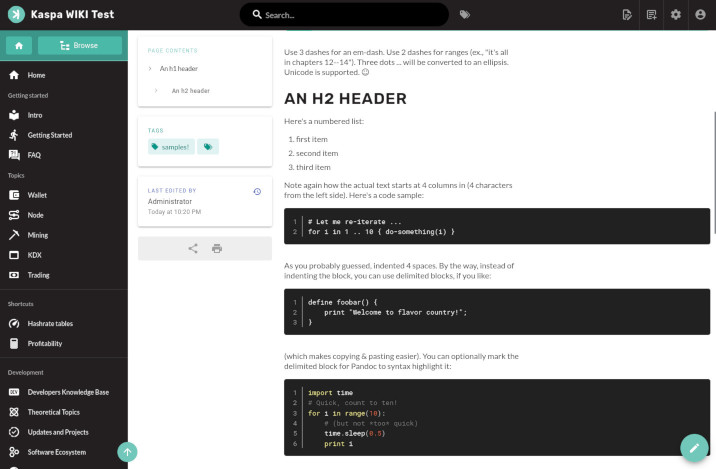 Kaspa WIKI Test
Search...
Browse
Home
Getting started
Intro
Getting Started
FAQ
Topics
Wallet
Node
Mining
KDX
Trading
Shortcuts
Hashrate tables
Profitability
Development
Developers Knowledge Base
Theoretical Topics
Updates and Projects
Software Ecosystem
PAGE CONTENTS
An h1 header
An h2 header
TAGS
samples!
LAST EDITED BY
Administrator
Today at 10:20 PM
Use 3 dashes for an em-dash. Use 2 dashes for ranges (ex., "it's all
in chapters 12--14"). Three dots ... will be converted to an ellipsis.
Unicode is supported. ☺
AN H2 HEADER
Here's a numbered list:
1. first item
2. second item
3. third item
Note again how the actual text starts at 4 columns in (4 characters
from the left side). Here's a code sample:
1 # Let me re-iterate ...
2 for i in 1 .. 10 { do-something(i) }
As you probably guessed, indented 4 spaces. By the way, instead of
indenting the block, you can use delimited blocks, if you like:
1 define foobar() {
2     print "Welcome to flavor country!";
3 }
(which makes copying & pasting easier). You can optionally mark the
delimited block for Pandoc to syntax highlight it:
1 import time
2 # Quick, count to ten!
3 for i in range(10):
4     # (but not *too* quick)
5     time.sleep(0.5)
6     print i